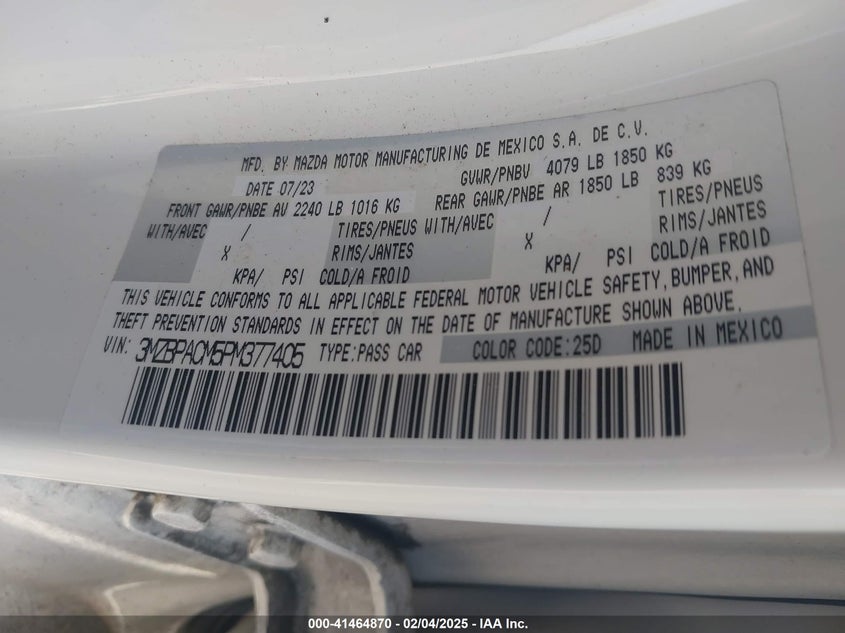 MFD. BY MAZDA MOTOR MANUFACTURING DE MEXICO S.A. DE C.V.
DATE 07/23 GVWR/PNBV 4079 LB 1850 KG
FRONT GAWR/PNBE AV 2240 LB 1016 KG REAR GAWR/PNBE AR 1850 LB 839 KG
WITH/AVEC / TIRES/PNEUS WITH/AVEC / TIRES/PNEUS
X RIMS/JANTES X RIMS/JANTES
KPA/ PSI COLD/A FROID KPA/ PSI COLD/A FROID
THIS VEHICLE CONFORMS TO ALL APPLICABLE FEDERAL MOTOR VEHICLE SAFETY, BUMPER, AND
THEFT PREVENTION STANDARDS IN EFFECT ON THE DATE OF MANUFACTURE SHOWN ABOVE.
VIN: 3MZBPACM5PM377405 TYPE:PASS CAR COLOR CODE:25D MADE IN MEXICO
000-41464870 - 02/04/2025 - IAA Inc.